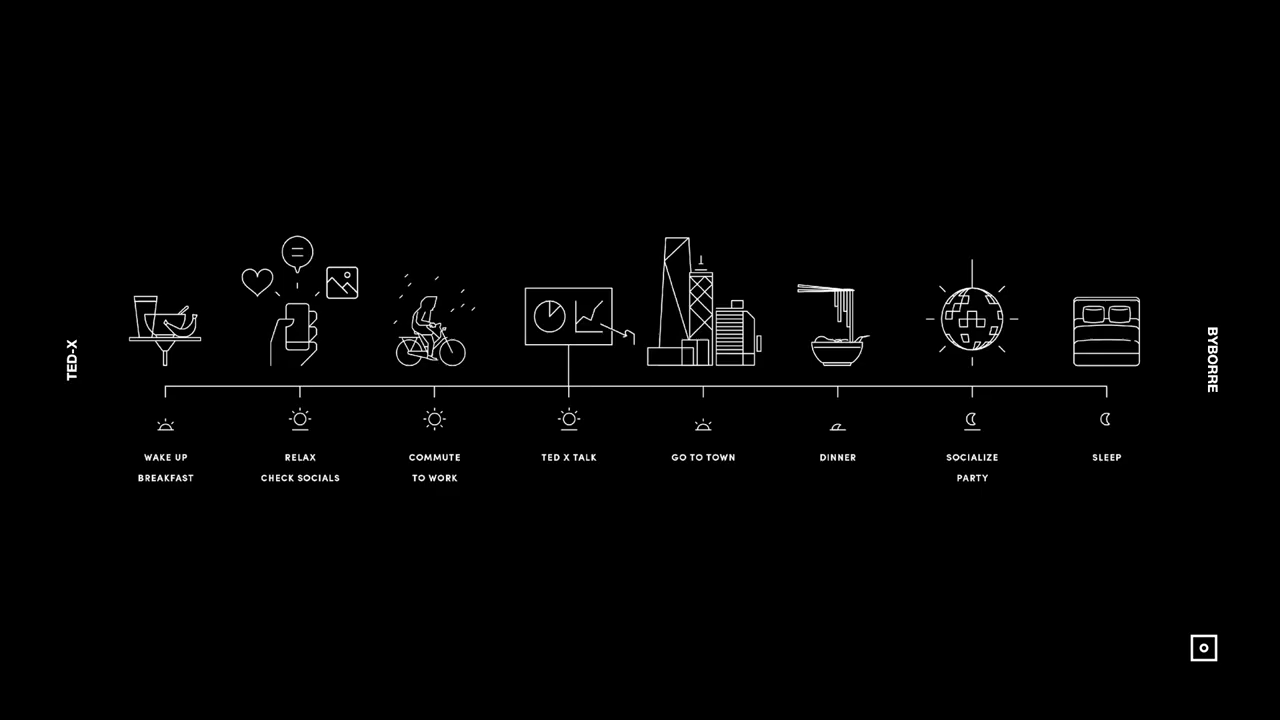 TED-X
WAKE UP
BREAKFAST
RELAX
CHECK SOCIALS
COMMUTE
TO WORK
TED X TALK
GO TO TOWN
DINNER
SOCIALIZE
PARTY
SLEEP
BYBORRE